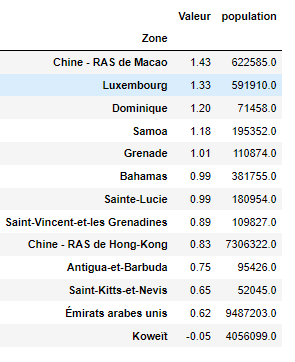 Valeur population
Zone
Chine - RAS de Macao 1.43 622585.0
Luxembourg 1.33 591910.0
Dominique 1.20 71458.0
Samoa 1.18 195352.0
Grenade 1.01 110874.0
Bahamas 0.99 381755.0
Sainte-Lucie 0.99 180954.0
Saint-Vincent-et-les Grenadines 0.89 109827.0
Chine - RAS de Hong-Kong 0.83 7306322.0
Antigua-et-Barbuda 0.75 95426.0
Saint-Kitts-et-Nevis 0.65 52045.0
Émirats arabes unis 0.62 9487203.0
Koweït -0.05 4056099.0